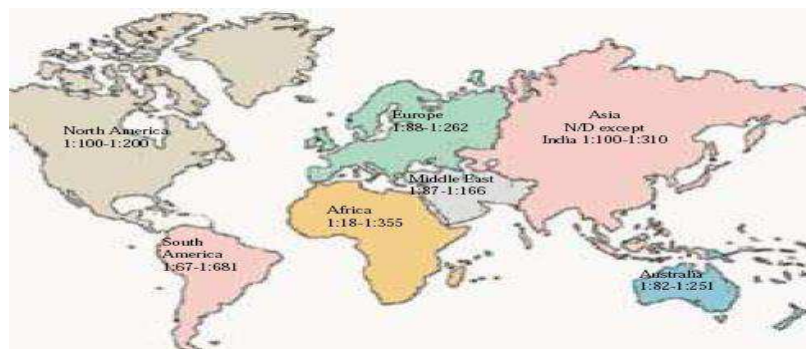 North America
1:100-1:200
Europe
1:88-1:262
Asia
N/D except
India 1:100-1:310
Middle East
1:87-1:166
Africa
1:18-1:355
South
America
1:67-1:681
Australia
1:82-1:251